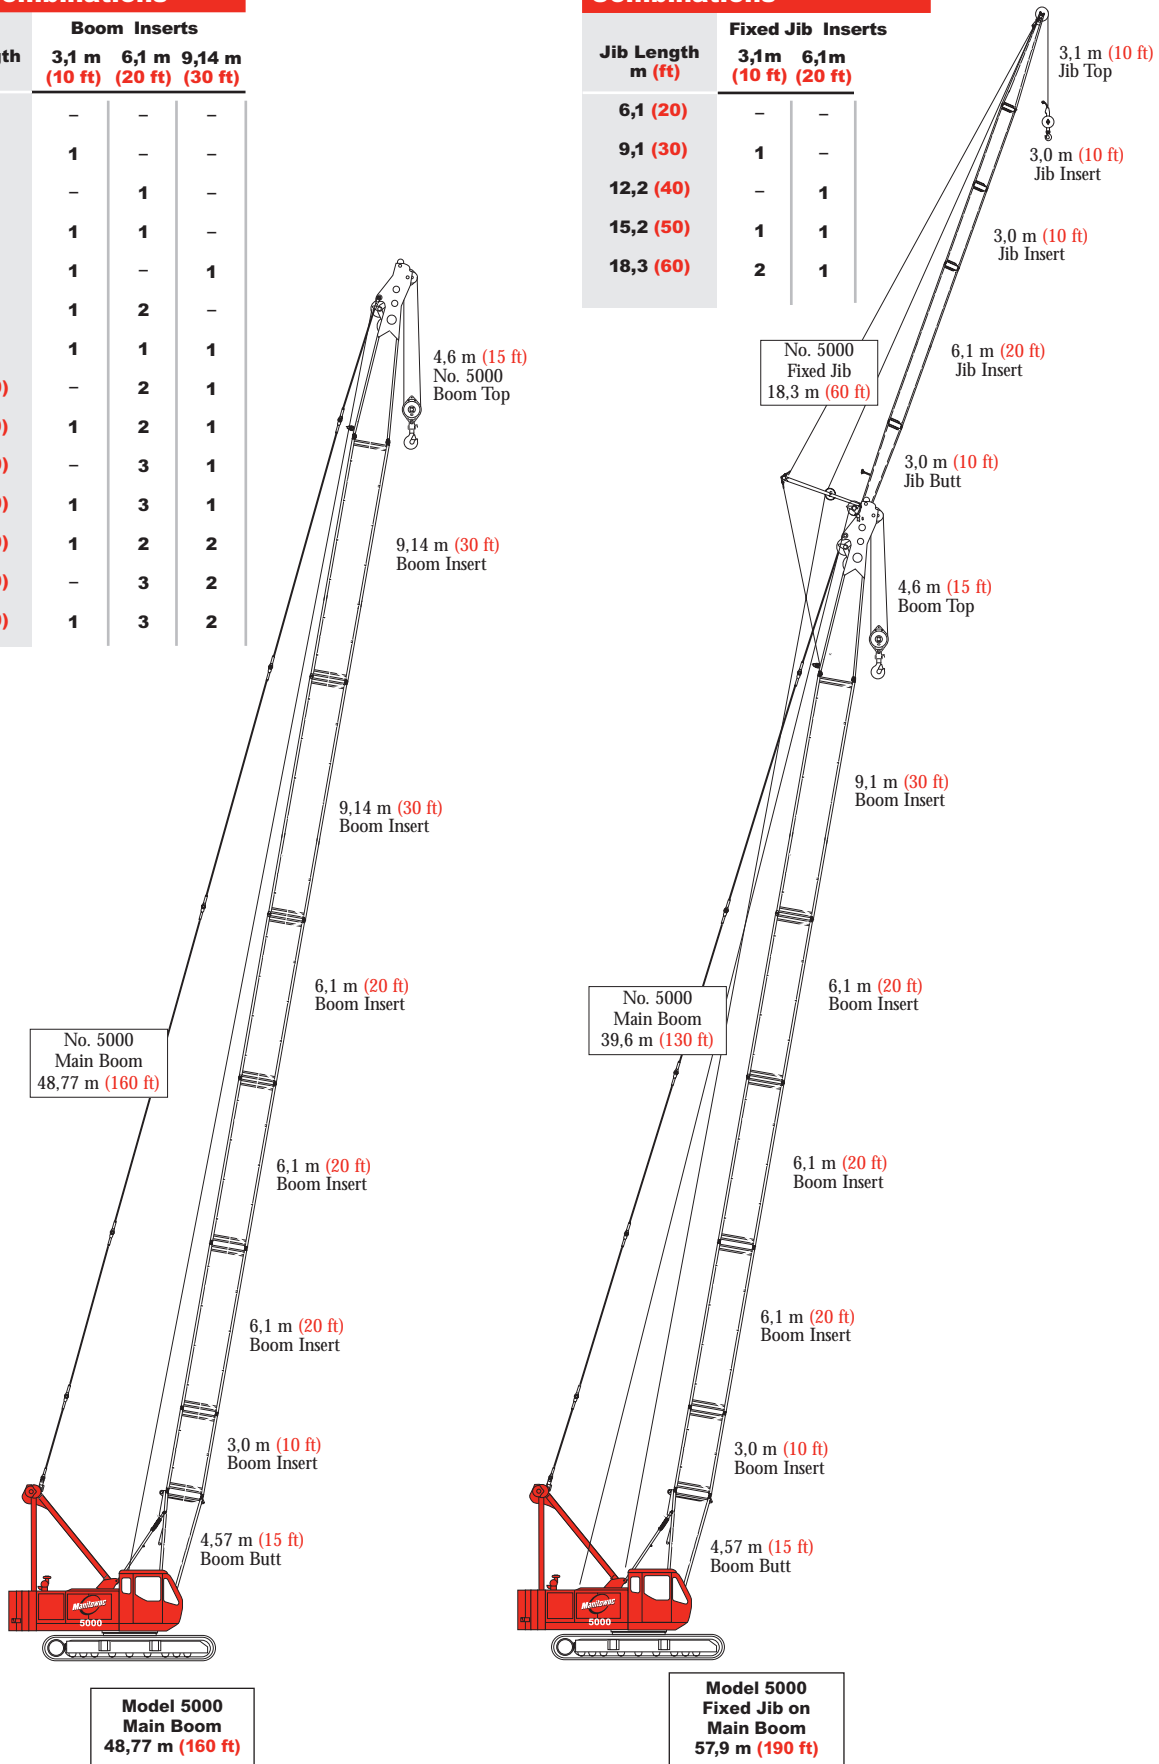 Combinations
Boom Inserts
3,1 m 6,1 m 9,14 m
(10 ft) (20 ft) (30 ft)
– – –
1 – –
– 1 –
1 1 –
1 – 1
1 2 –
1 1 1
– 2 1
1 2 1
– 3 1
1 3 1
1 2 2
– 3 2
1 3 2
4,6 m (15 ft)
No. 5000
Boom Top
9,14 m (30 ft)
Boom Insert
9,14 m (30 ft)
Boom Insert
6,1 m (20 ft)
Boom Insert
No. 5000
Main Boom
48,77 m (160 ft)
6,1 m (20 ft)
Boom Insert
6,1 m (20 ft)
Boom Insert
3,0 m (10 ft)
Boom Insert
4,57 m (15 ft)
Boom Butt
Manitowoc
5000
Model 5000
Main Boom
48,77 m (160 ft)
Combinations
Fixed Jib Inserts
Jib Length 3,1m 6,1m
m (ft) (10 ft) (20 ft)
6,1 (20) – –
9,1 (30) 1 –
12,2 (40) – 1
15,2 (50) 1 1
18,3 (60) 2 1
3,1 m (10 ft)
Jib Top
3,0 m (10 ft)
Jib Insert
3,0 m (10 ft)
Jib Insert
No. 5000
Fixed Jib
18,3 m (60 ft)
6,1 m (20 ft)
Jib Insert
3,0 m (10 ft)
Jib Butt
4,6 m (15 ft)
Boom Top
9,1 m (30 ft)
Boom Insert
6,1 m (20 ft)
Boom Insert
No. 5000
Main Boom
39,6 m (130 ft)
6,1 m (20 ft)
Boom Insert
6,1 m (20 ft)
Boom Insert
3,0 m (10 ft)
Boom Insert
4,57 m (15 ft)
Boom Butt
Manitowoc
5000
Model 5000
Fixed Jib on
Main Boom
57,9 m (190 ft)